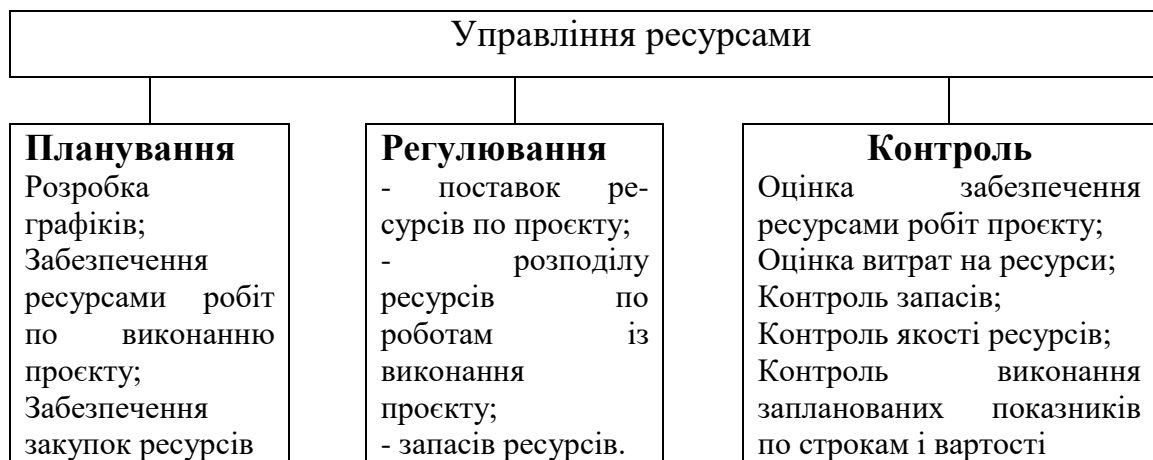 Управління ресурсами
Планування
Розробка
графіків;
Забезпечення
ресурсами робіт
по виконанню
проєкту;
Забезпечення
закупок ресурсів
Регулювання
- поставок ре-
сурсів по проєкту;
- розподілу
ресурсів по
роботам із
виконання
проєкту;
- запасів ресурсів.
Контроль
Оцінка забезпечення
ресурсами робіт проєкту;
Оцінка витрат на ресурси;
Контроль запасів;
Контроль якості ресурсів;
Контроль виконання
запланованих показників
по строкам і вартості